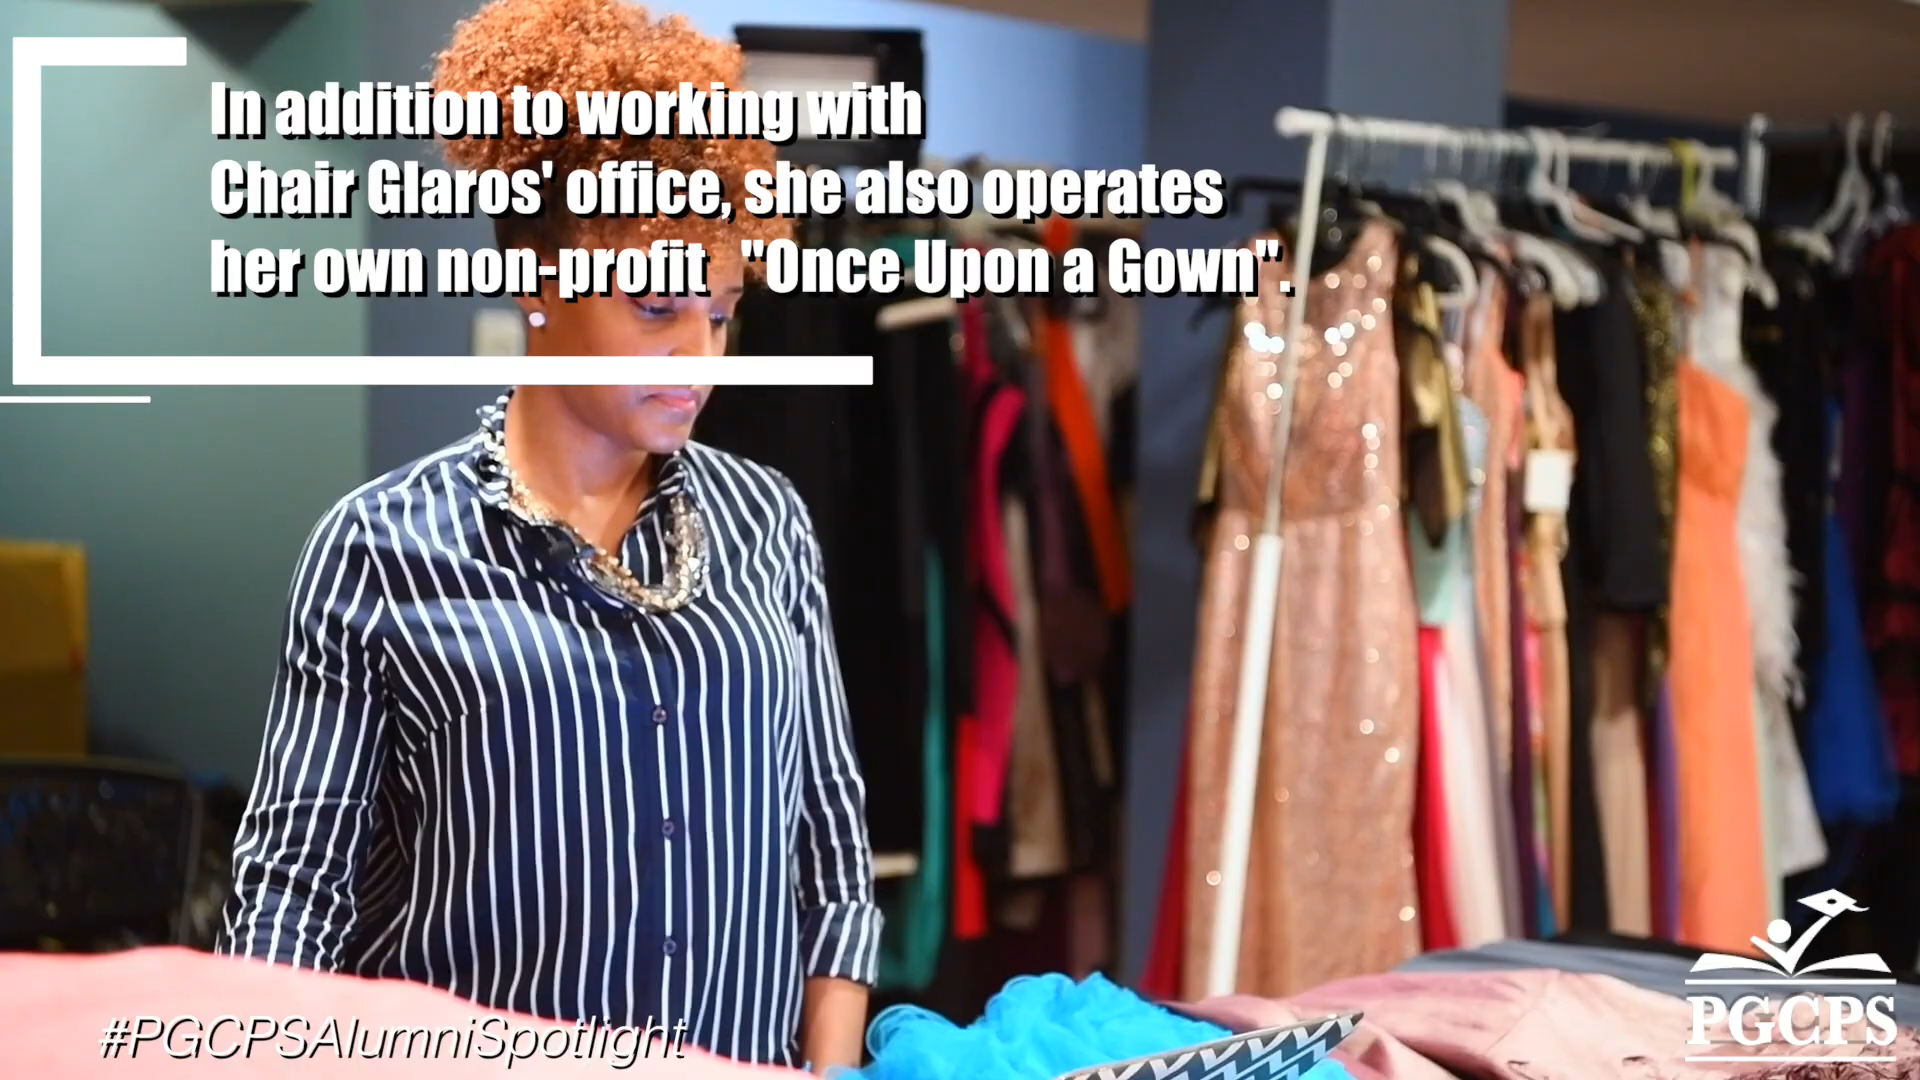 In addition to working with
Chair Glaros' office, she also operates
her own non-profit "Once Upon a Gown".
#PGCPSAlumniSpotlight
PGCPS